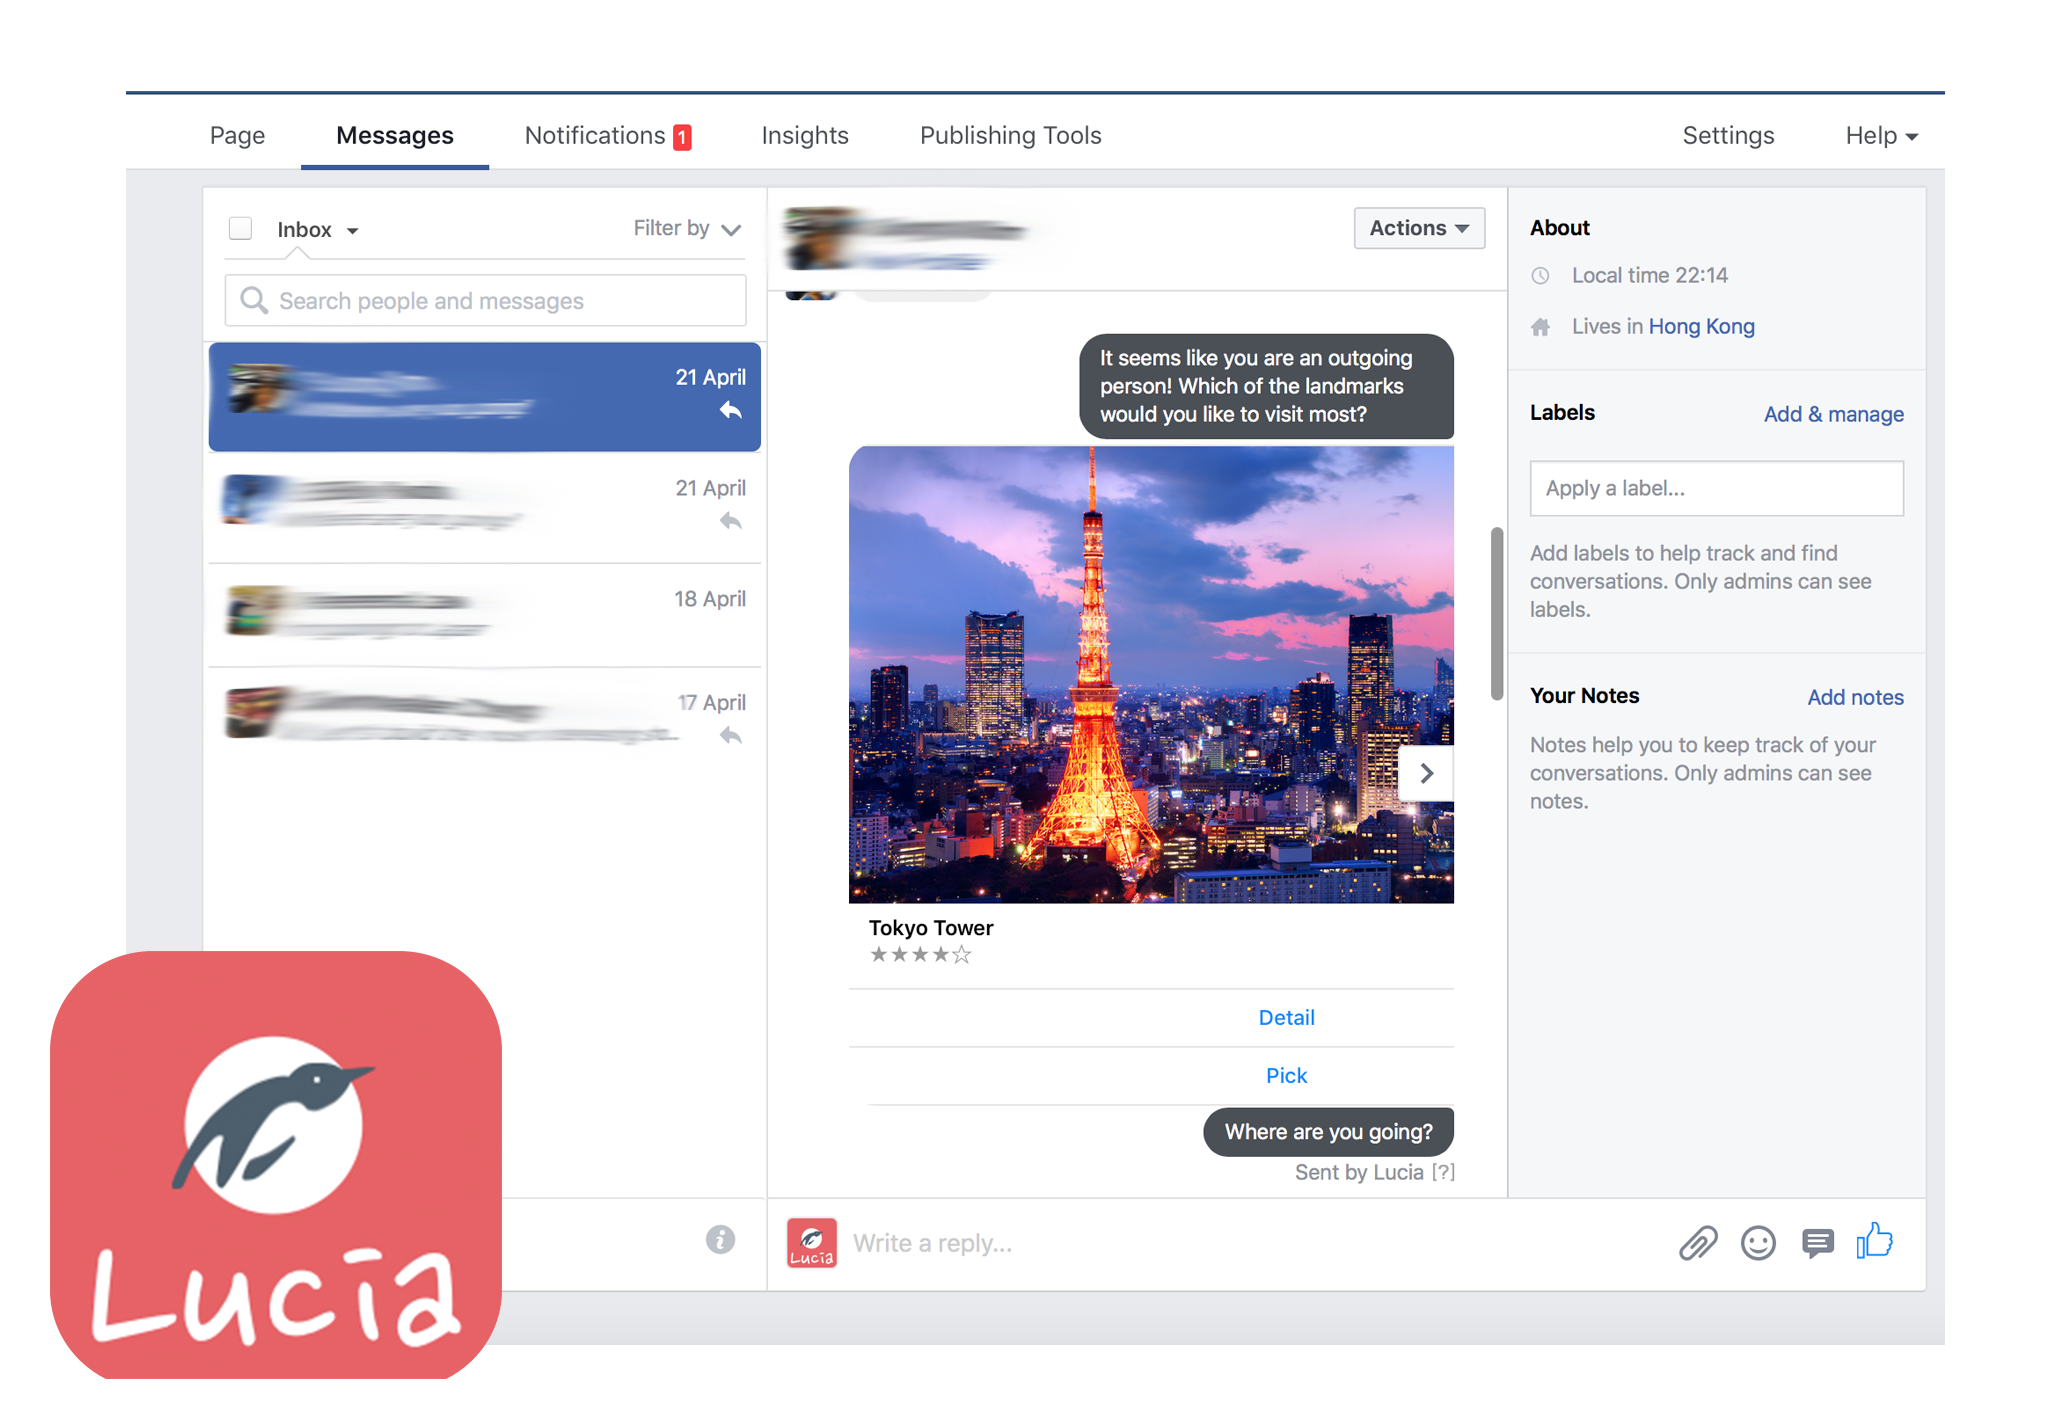 Page
Messages
Notifications 1
Insights
Publishing Tools
Settings
Help
Inbox
Filter by
Search people and messages
21 April
21 April
18 April
17 April
Actions
It seems like you are an outgoing
person! Which of the landmarks
would you like to visit most?
Tokyo Tower
★★★★☆
Detail
Pick
Where are you going?
Sent by Lucia [?]
Lucia
Write a reply...
About
Local time 22:14
Lives in Hong Kong
Labels
Add & manage
Apply a label...
Add labels to help track and find
conversations. Only admins can see
labels.
Your Notes
Add notes
Notes help you to keep track of your
conversations. Only admins can see
notes.
Lucia